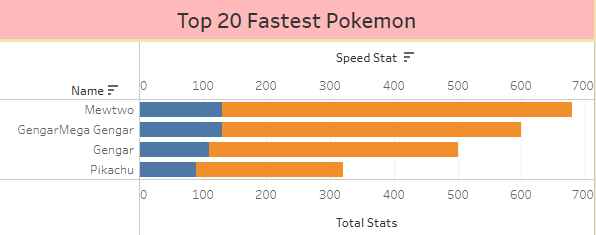 Top 20 Fastest Pokemon
Speed Stat
Name
0 100 200 300 400 500 600 700
Mewtwo
GengarMega Gengar
Gengar
Pikachu
0 100 200 300 400 500 600 700
Total Stats